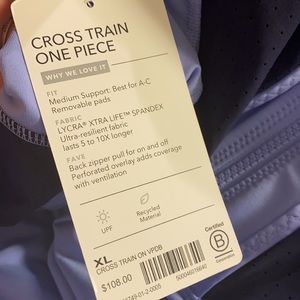 CROSS TRAIN
ONE PIECE
WHY WE LOVE IT
FIT
Medium Support: Best for A-C
Removable pads
FABRIC
LYCRA® XTRA LIFE™ SPANDEX
Ultra-resilient fabric
lasts 5 to 10X longer
FAVE
Back zipper pull for on and off
Perforated overlay adds coverage
with ventilation
UPF
Recycled
Material
XL
CROSS TRAIN ON VPDB
$108.00
Certified
B
Corporation